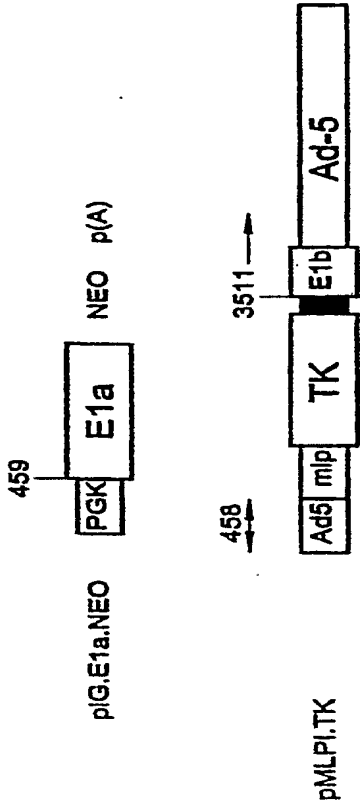 pIG.E1a.NEO
459
PGK E1a NEO p(A)
pMLPI.TK
458 3511
Ad5 mlp TK E1b Ad-5